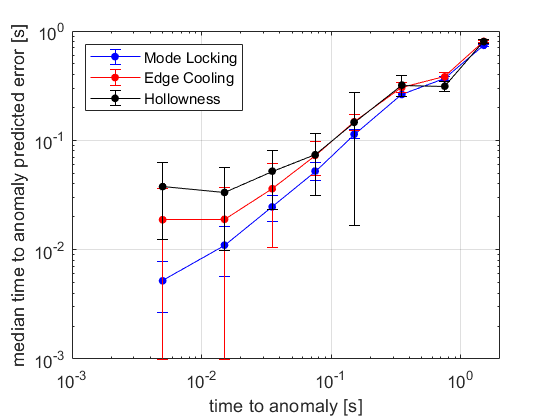 median time to anomaly predicted error [s]
10^0
10^-1
10^-2
10^-3
Mode Locking
Edge Cooling
Hollowness
10^-3 10^-2 10^-1 10^0
time to anomaly [s]